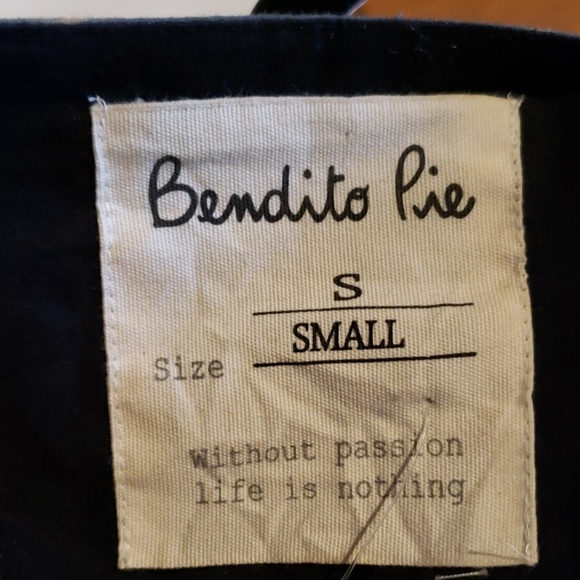 Bendito Pie
S
SMALL
Size
Without passion
life is nothing